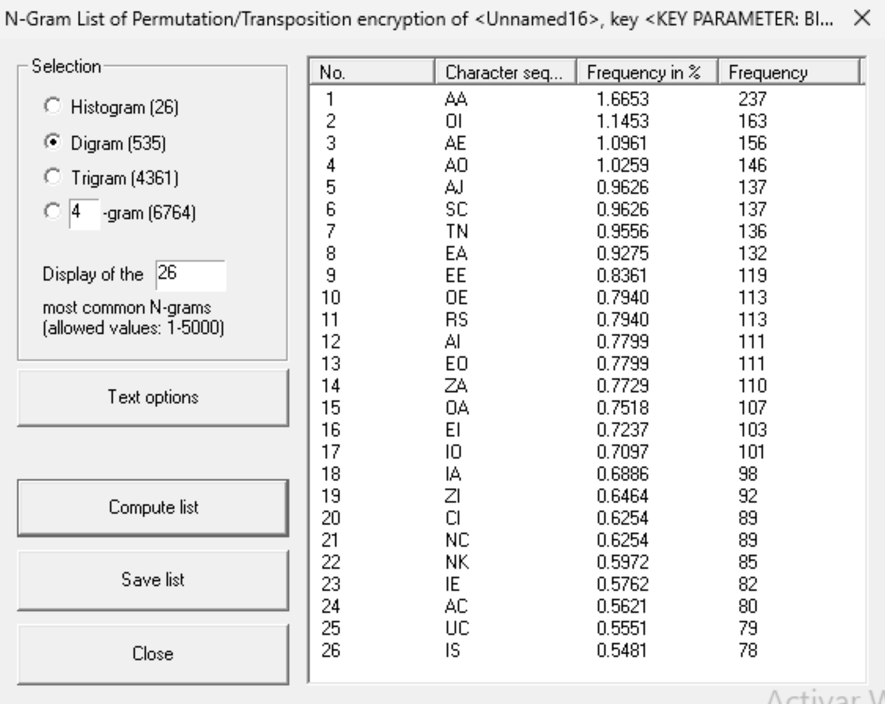 N-Gram List of Permutation/Transposition encryption of <Unnamed16>, key <KEY PARAMETER: BI...
Selection
Histogram (26)
Digram (535)
Trigram (4361)
4 -gram (6764)
Display of the 26
most common N-grams
(allowed values: 1-5000)
Text options
Compute list
Save list
Close
No. Character seq... Frequency in % Frequency
1 AA 1.6653 237
2 OI 1.1453 163
3 AE 1.0961 156
4 AO 1.0259 146
5 AJ 0.9626 137
6 SC 0.9626 137
7 TN 0.9556 136
8 EA 0.9275 132
9 EE 0.8361 119
10 OE 0.7940 113
11 RS 0.7940 113
12 AI 0.7799 111
13 EO 0.7799 111
14 ZA 0.7729 110
15 OA 0.7518 107
16 EI 0.7237 103
17 IO 0.7097 101
18 IA 0.6886 98
19 ZI 0.6464 92
20 CI 0.6254 89
21 NC 0.6254 89
22 NK 0.5972 85
23 IE 0.5762 82
24 AC 0.5621 80
25 UC 0.5551 79
26 IS 0.5481 78
Activar W